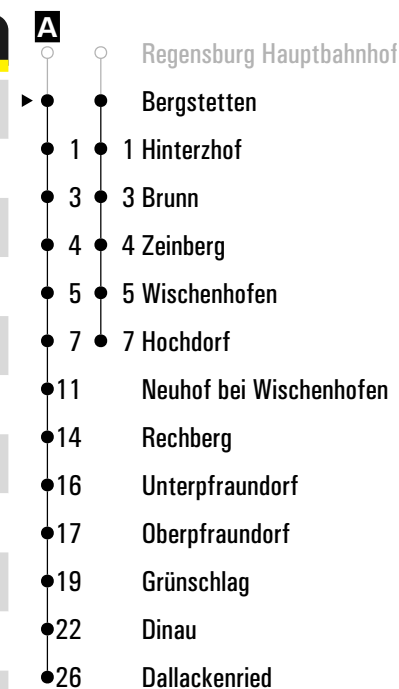 A
Regensburg Hauptbahnhof
Bergstetten
1 1 Hinterzhof
3 3 Brunn
4 4 Zeinberg
5 5 Wischenhofen
7 7 Hochdorf
11 Neuhof bei Wischenhofen
14 Rechberg
16 Unterpfraundorf
17 Oberpfraundorf
19 Grünschlag
22 Dinau
26 Dallackenried